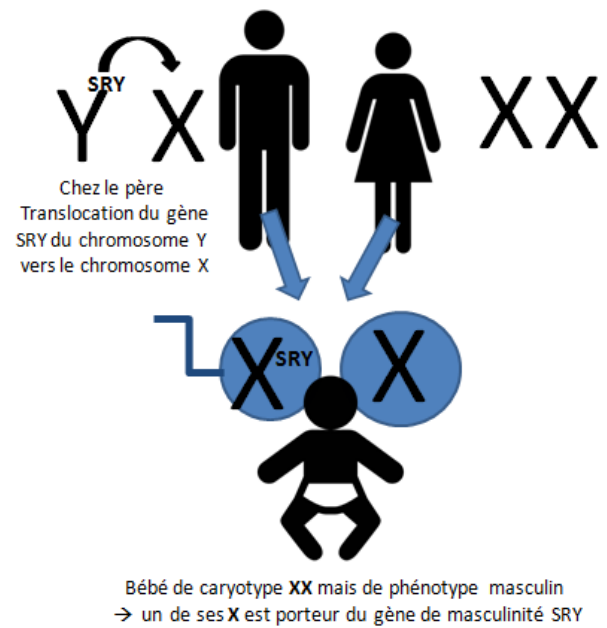 SRY
Y X
X X
Chez le père
Translocation du gène
SRY du chromosome Y
vers le chromosome X
X SRY
X
Bébé de caryotype XX mais de phénotype masculin
→ un de ses X est porteur du gène de masculinité SRY